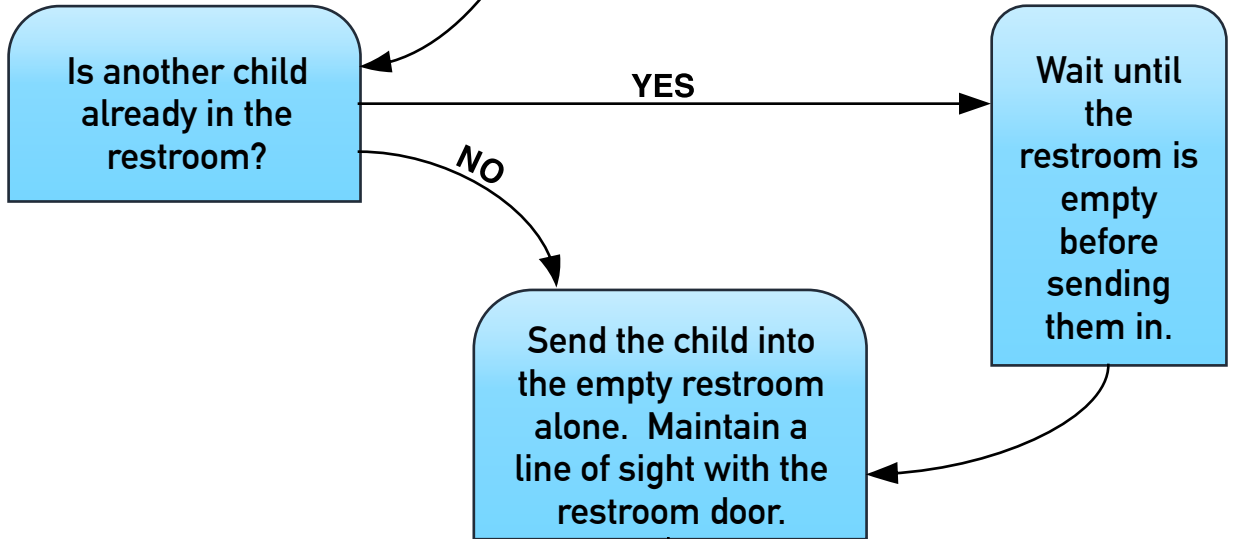 Is another child
already in the
restroom?
YES
NO
Wait until
the
restroom is
empty
before
sending
them in.
Send the child into
the empty restroom
alone.  Maintain a
line of sight with the
restroom door.